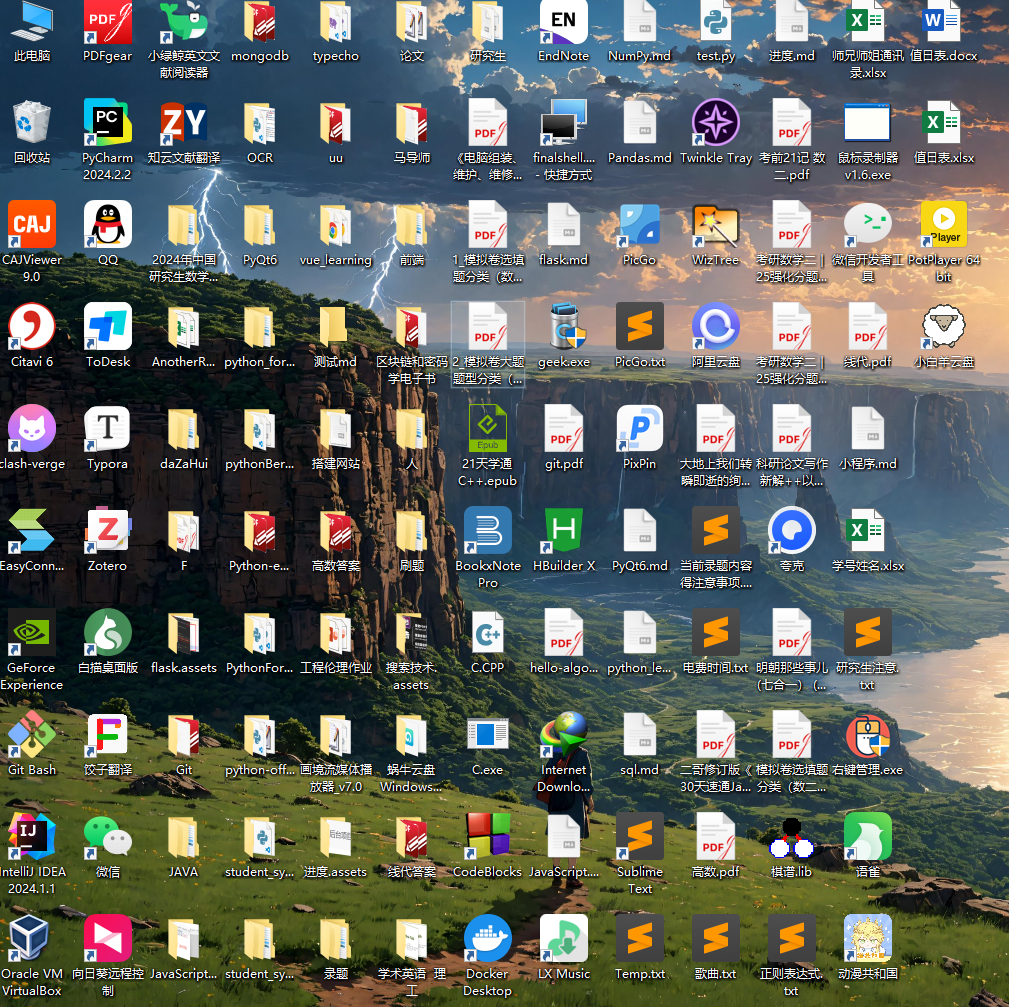 此电脑
PDFgear
小绿鲸英文文
献阅读器
mongodb
typecho
论文
研究生
EndNote
NumPy.md
test.py
进度.md
师兄师姐通讯
录.xlsx
值日表.docx
回收站
PyCharm
2024.2.2
知云文献翻译
OCR
uu
马导师
《电脑组装、
维护、维修...
finalshell....
- 快捷方式
Pandas.md
Twinkle Tray
考前21记 数
二.pdf
鼠标录制器
v1.6.exe
值日表.xlsx
CAJViewer
9.0
QQ
2024年中国
研究生数学...
PyQt6
vue_learning
前端
1_模拟卷选填
题分类（数...
flask.md
PicGo
WizTree
考研数学二｜
25强化分题...
微信开发者工
具
PotPlayer 64
bit
Citavi 6
ToDesk
AnotherR...
python_for...
测试md
区块链和密码
学电子书
2_模拟卷大题
题型分类（...
geek.exe
PicGo.txt
阿里云盘
考研数学二｜
25强化分题...
线代.pdf
小白羊云盘
clash-verge
Typora
daZaHui
pythonBer...
搭建网站
人
21天学通
C++.epub
git.pdf
PixPin
大地上我们转
瞬即逝的绚...
科研论文写作
新解++以...
小程序.md
EasyConn...
Zotero
F
Python-e...
高数答案
刷题
BookxNote
Pro
HBuilder X
PyQt6.md
当前录题内容
得注意事项....
夸克
学号姓名.xlsx
GeForce
Experience
白描桌面版
flask.assets
PythonFor...
工程伦理作业
搜索技术.
assets
C.CPP
hello-algo...
python_le...
电费时间.txt
明朝那些事儿
(七合一) （...
研究生注意.
txt
Git Bash
饺子翻译
Git
python-off...
画境流媒体播
放器_v7.0
蜗牛云盘
Windows...
C.exe
Internet
Downlo...
sql.md
二哥修订版《
30天速通Ja...
模拟卷选填题
分类（数二...
右键管理.exe
IntelliJ IDEA
2024.1.1
微信
JAVA
student_sy...
进度.assets
线代答案
CodeBlocks
JavaScript....
Sublime
Text
高数.pdf
棋谱.lib
语雀
Oracle VM
VirtualBox
向日葵远程控
制
JavaScript...
student_sy...
录题
学术英语 理
工
Docker
Desktop
LX Music
Temp.txt
歌曲.txt
正则表达式.
txt
动漫共和国